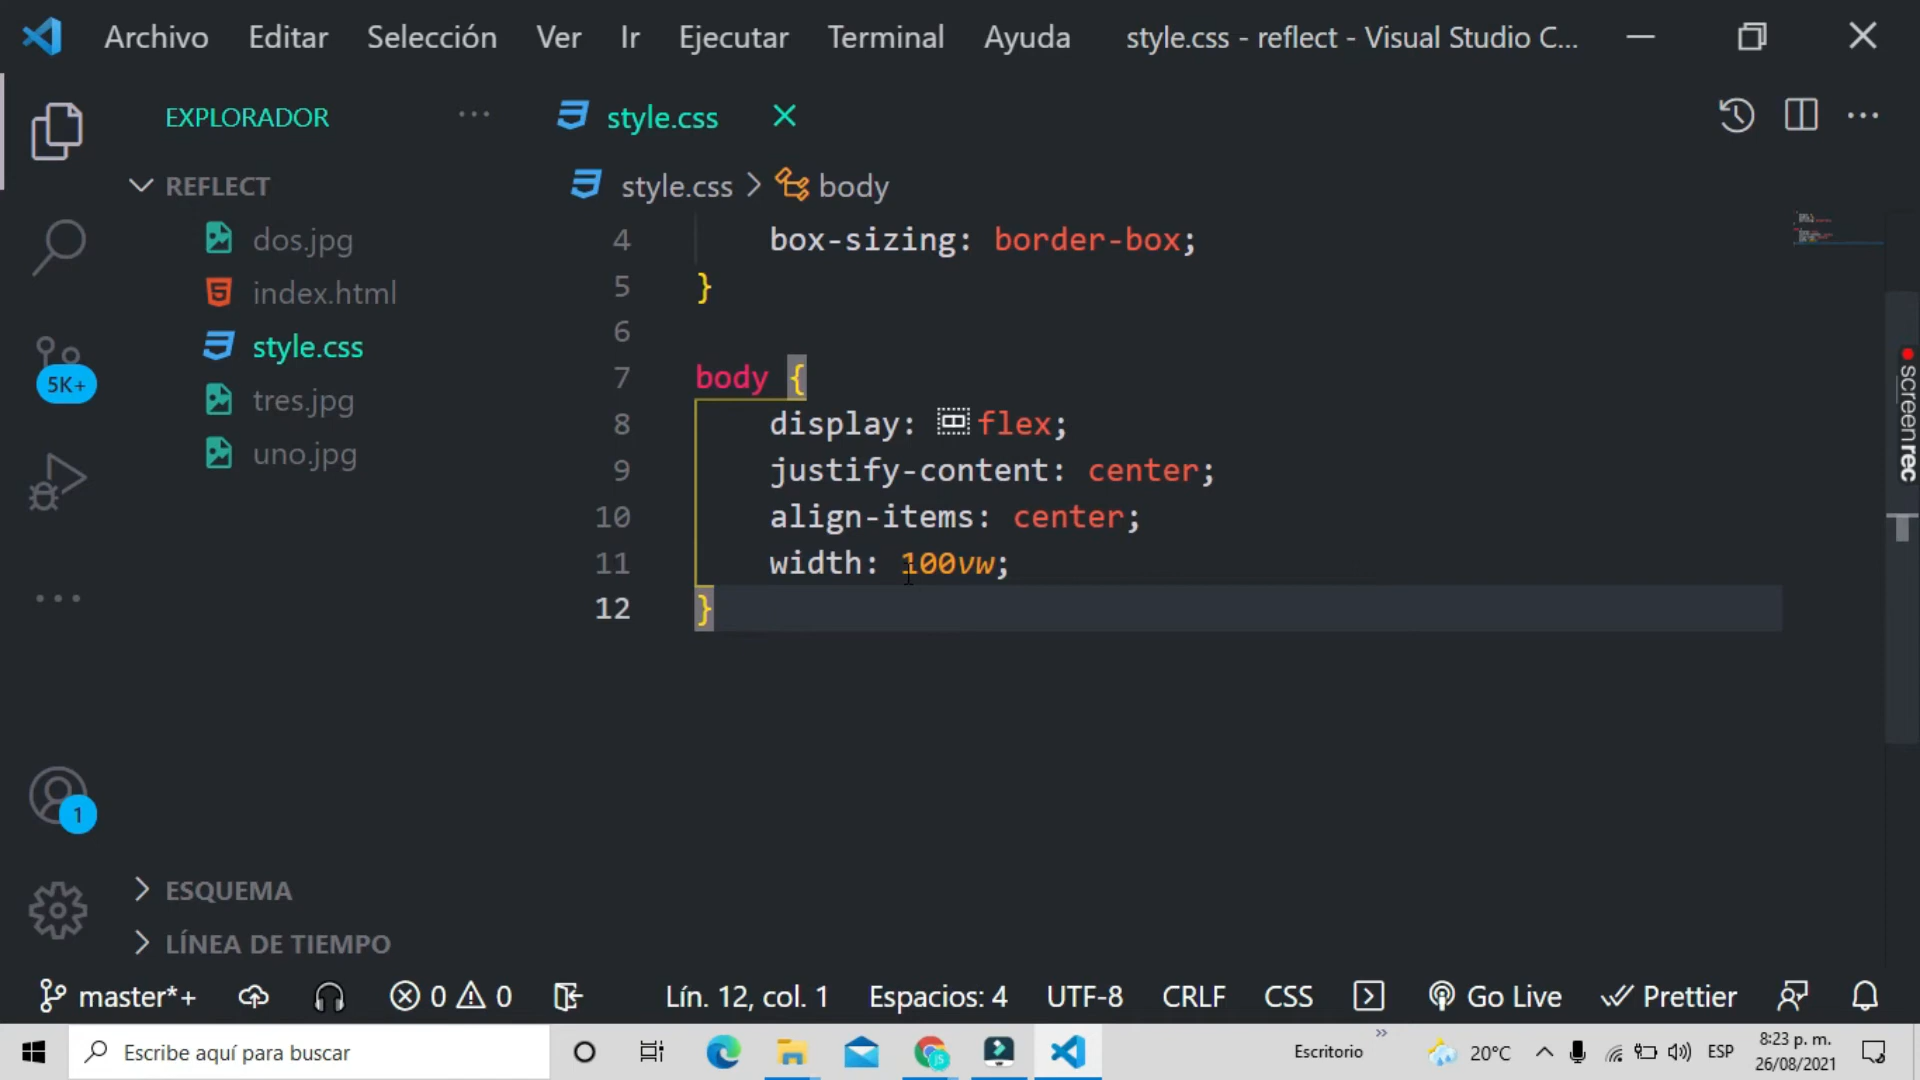 Archivo Editar Selección Ver Ir Ejecutar Terminal Ayuda style.css - reflect - Visual Studio C...
EXPLORADOR
REFLECT
dos.jpg
index.html
style.css
tres.jpg
uno.jpg
5K+
1
ESQUEMA
LÍNEA DE TIEMPO
style.css
style.css > body
4 box-sizing: border-box;
5 }
6
7 body {
8 display: flex;
9 justify-content: center;
10 align-items: center;
11 width: 100vw;
12 }
screenrec
master*+ 0 0 Lín. 12, col. 1 Espacios: 4 UTF-8 CRLF CSS Go Live Prettier
Escribe aquí para buscar
Escritorio
20°C
ESP
8:23 p. m.
26/08/2021